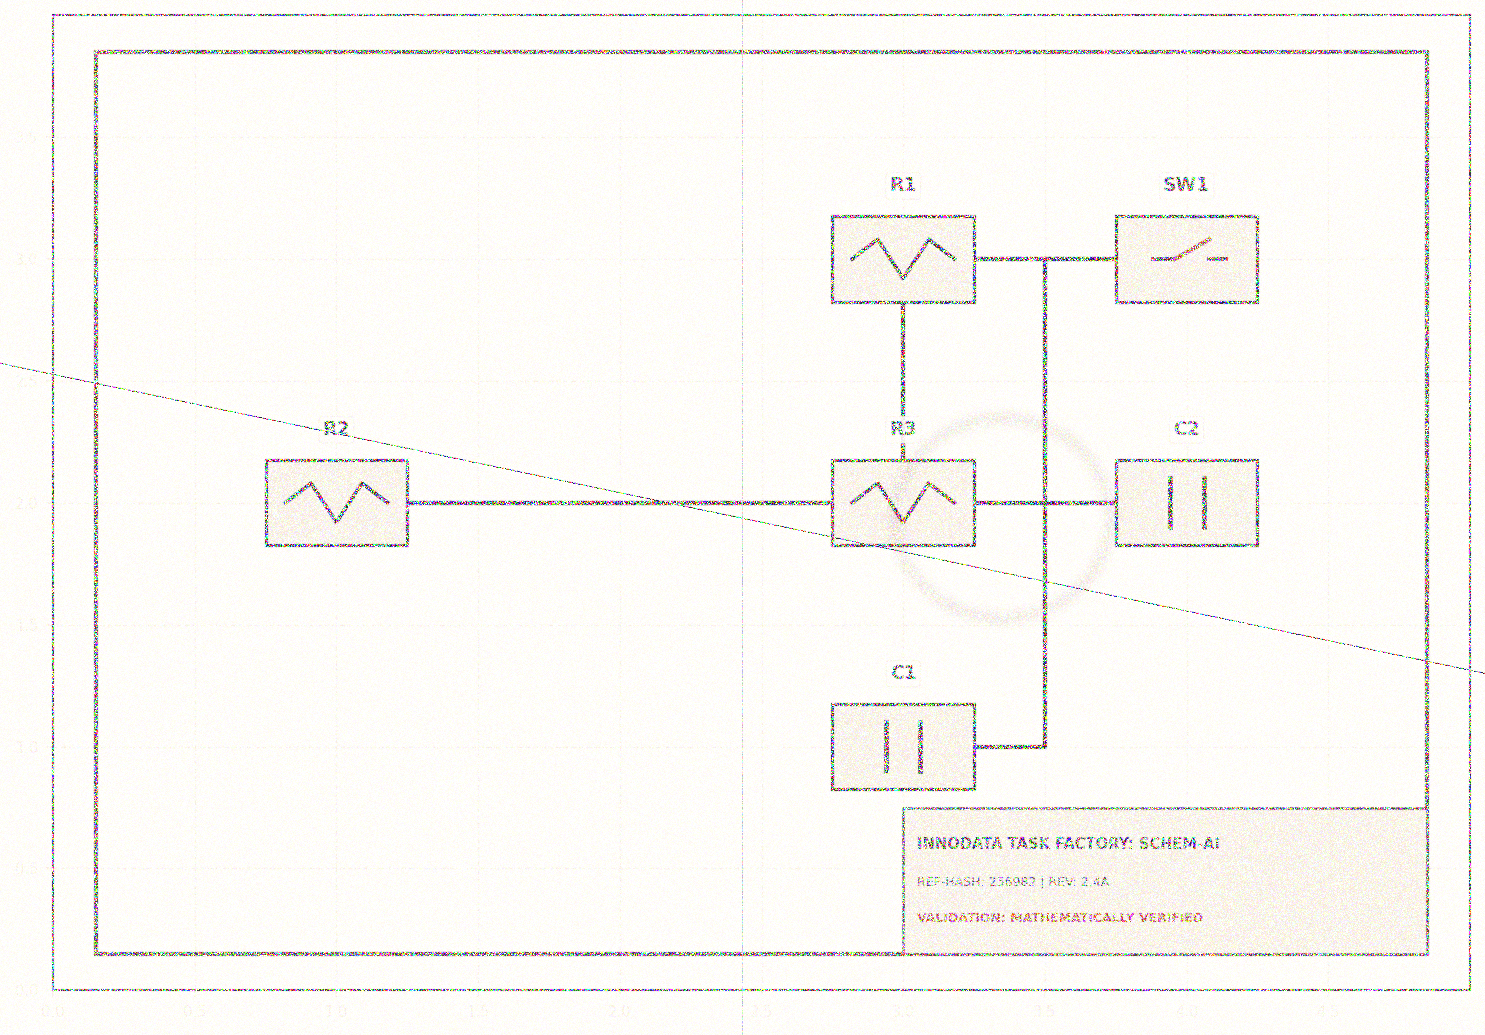 R1 SW1
R2 R3 C2
C1
INNODATA TASK FACTORY: SCHEM-AI
REF-HASH: 256982 | REV: 2.4A
VALIDATION: MATHEMATICALLY VERIFIED